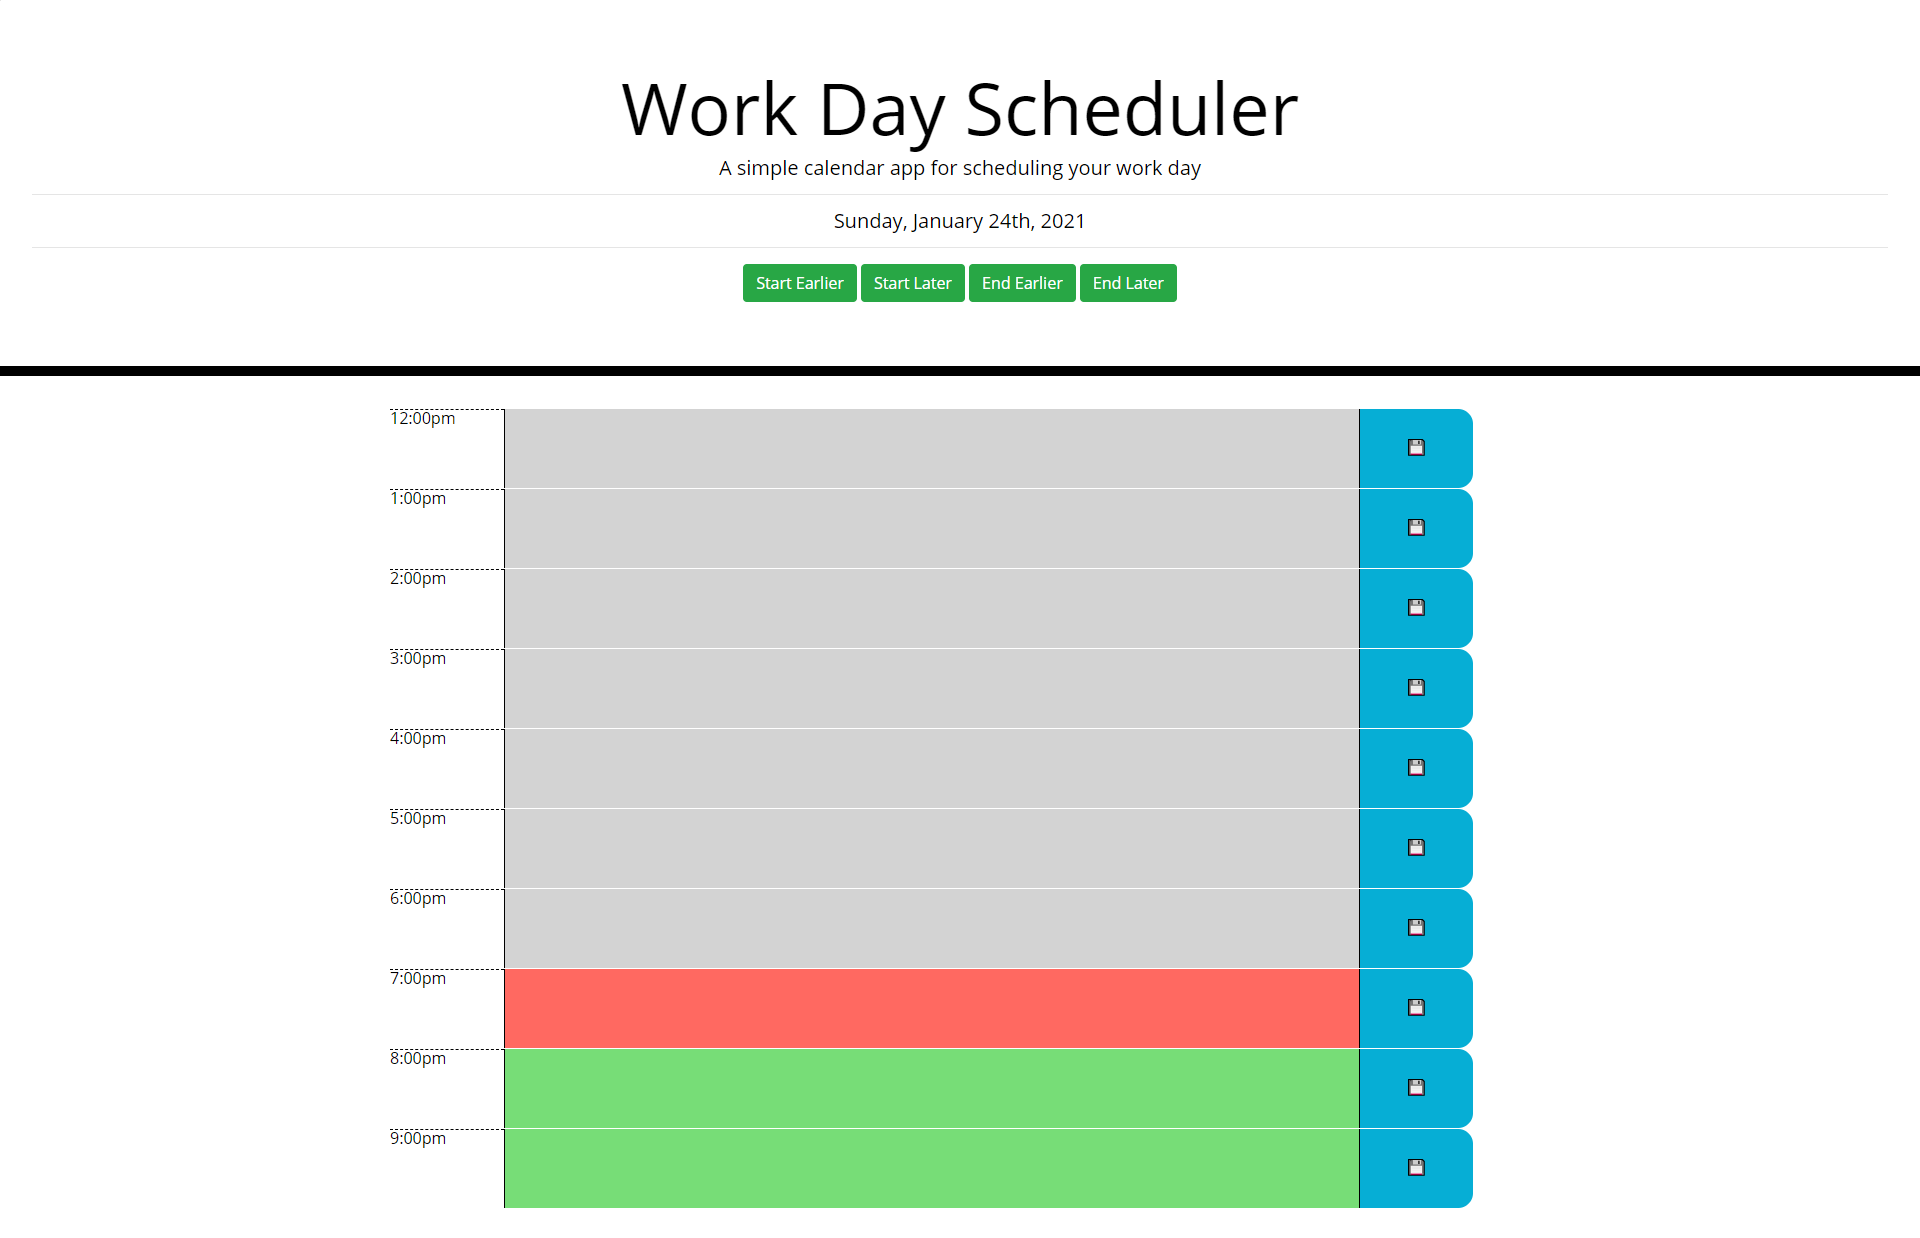 Work Day Scheduler
A simple calendar app for scheduling your work day
Sunday, January 24th, 2021
Start Earlier Start Later End Earlier End Later
12:00pm
1:00pm
2:00pm
3:00pm
4:00pm
5:00pm
6:00pm
7:00pm
8:00pm
9:00pm